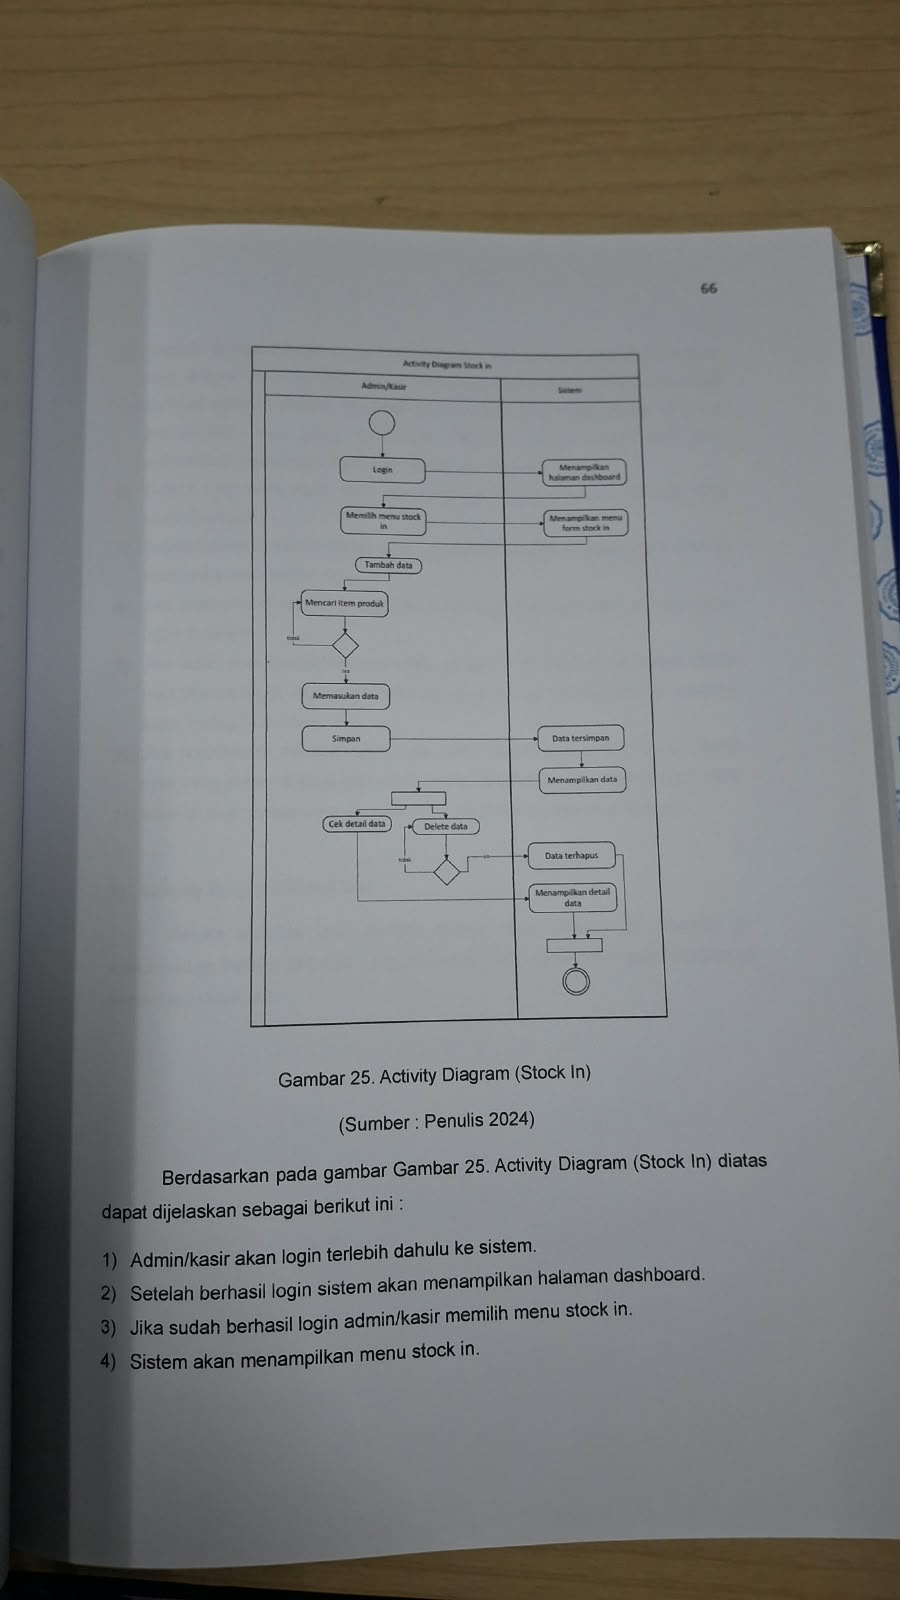 66
Activity Diagram Stock in
Admin/Kasir
Sistem
Login
Menampilkan
halaman dashboard
Memilih menu stock
in
Menampilkan menu
form stock in
Tambah data
Mencari item produk
tidak
iya
Memasukan data
Simpan
Data tersimpan
Menampilkan data
Cek detail data
Delete data
tidak
ya
Data terhapus
Menampilkan detail
data
Gambar 25. Activity Diagram (Stock In)
(Sumber : Penulis 2024)
Berdasarkan pada gambar Gambar 25. Activity Diagram (Stock In) diatas
dapat dijelaskan sebagai berikut ini :
1) Admin/kasir akan login terlebih dahulu ke sistem.
2) Setelah berhasil login sistem akan menampilkan halaman dashboard.
3) Jika sudah berhasil login admin/kasir memilih menu stock in.
4) Sistem akan menampilkan menu stock in.